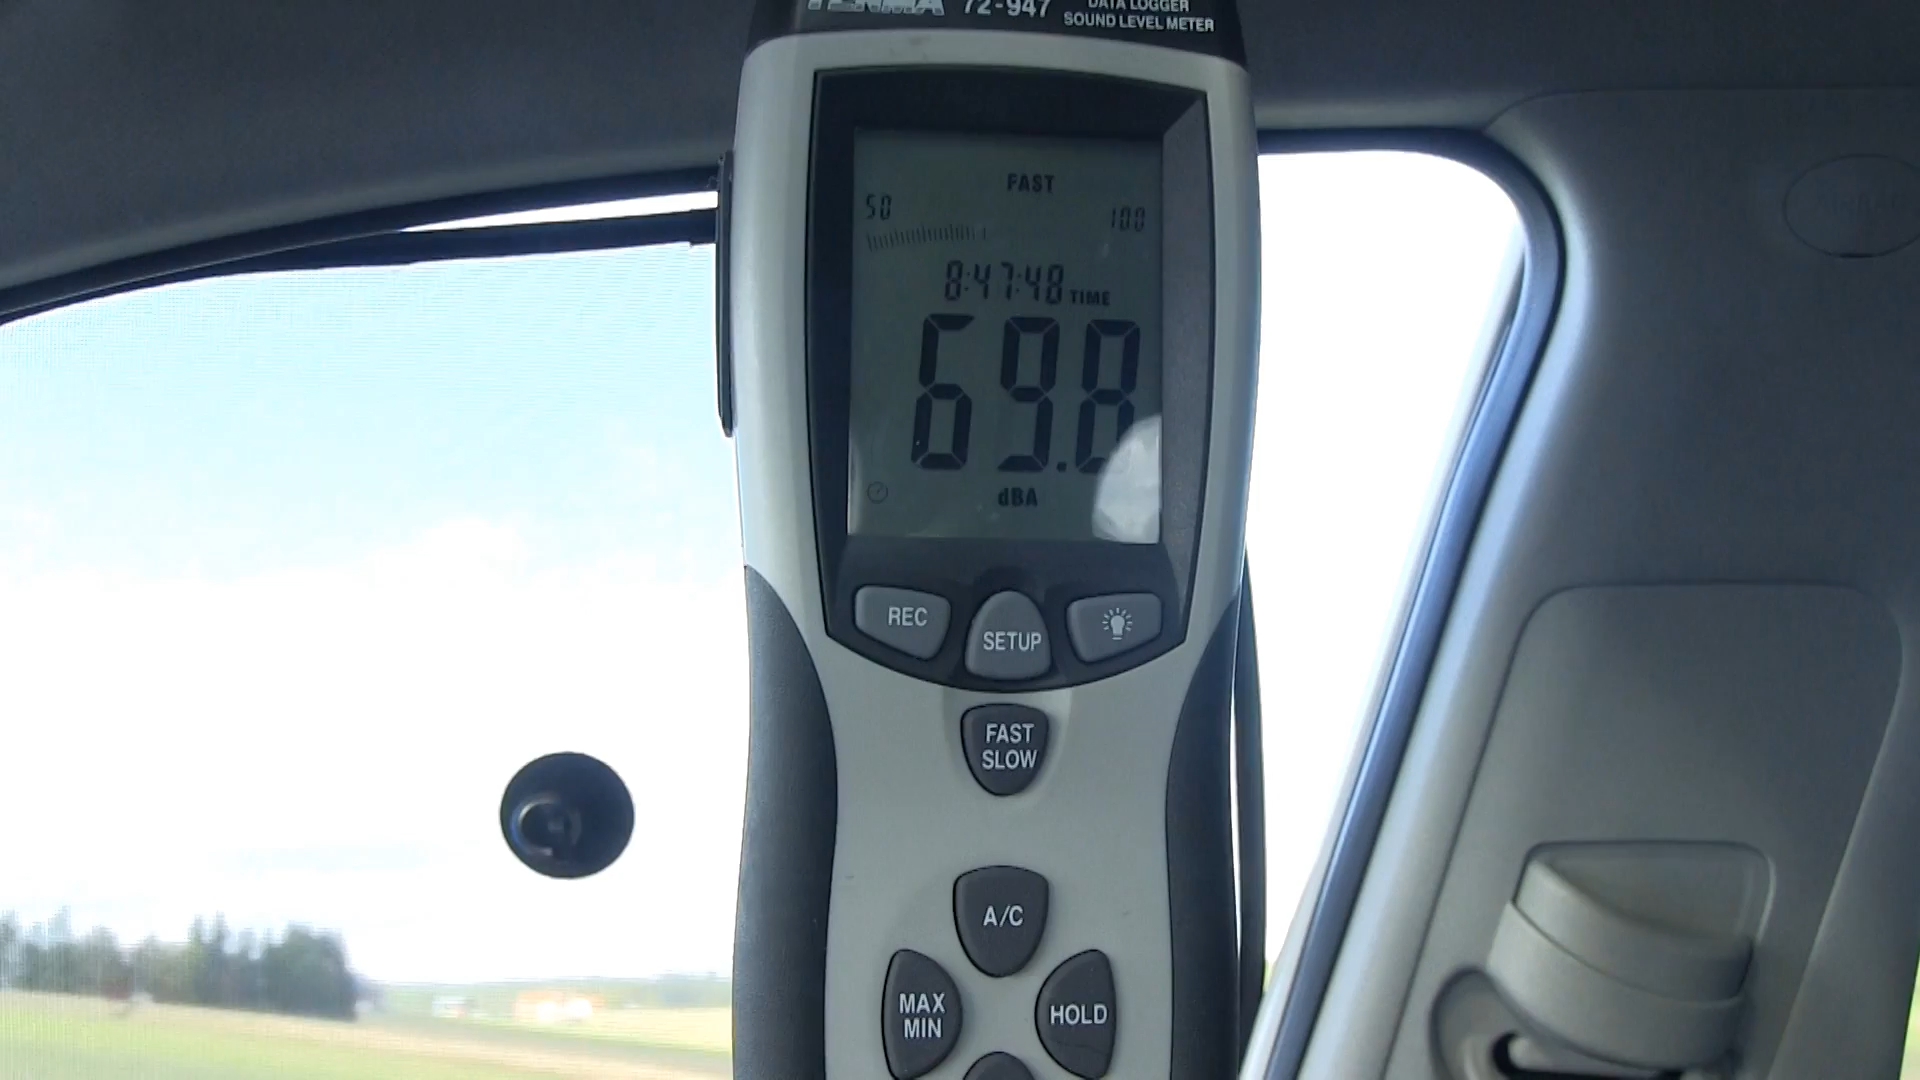 TENMA 72-947 DATA LOGGER
SOUND LEVEL METER
FAST
50 100
8:47:48 TIME
69.8
dBA
REC
SETUP
FAST
SLOW
A/C
MAX
MIN
HOLD